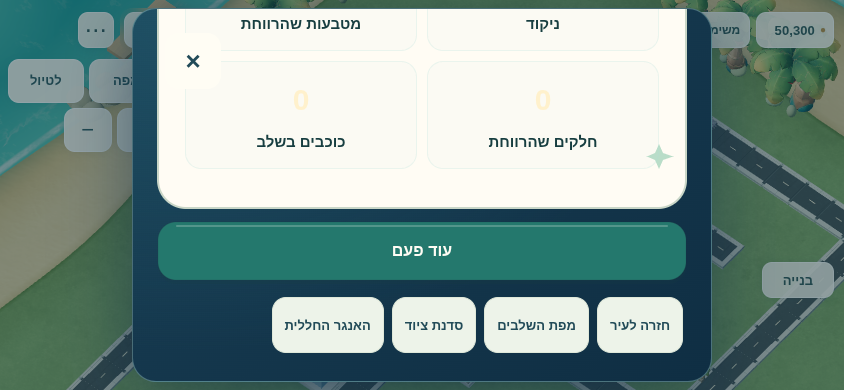 50,300
משימ
...
מפה
לטיול
—
ניקוד
מטבעות שהרווחת
×
0
0
חלקים שהרווחת
כוכבים בשלב
עוד פעם
חזרה לעיר
מפת השלבים
סדנת ציוד
האנגר החללית
בנייה